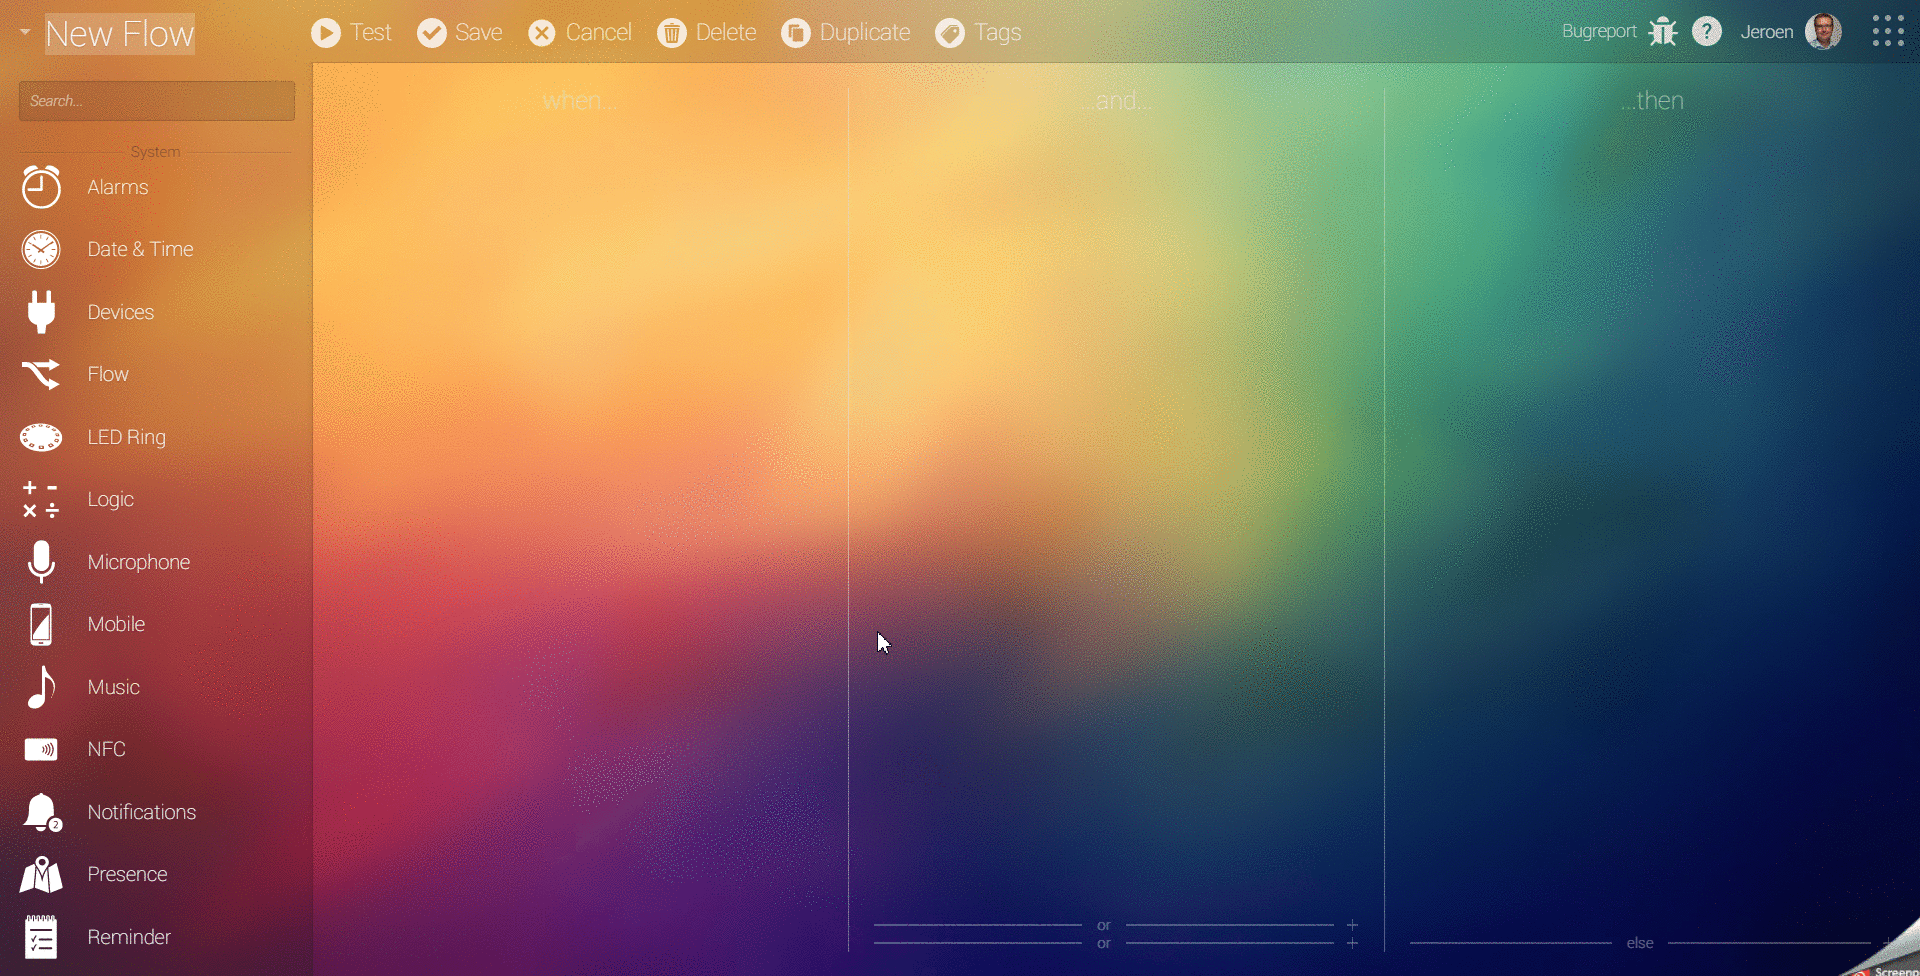 New Flow
Test Save Cancel Delete Duplicate Tags
Bugreport ? Jeroen
Search...
when... ...and... ...then
System
Alarms
Date & Time
Devices
Flow
LED Ring
Logic
Microphone
Mobile
Music
NFC
Notifications
2
Presence
Reminder
or
or
else